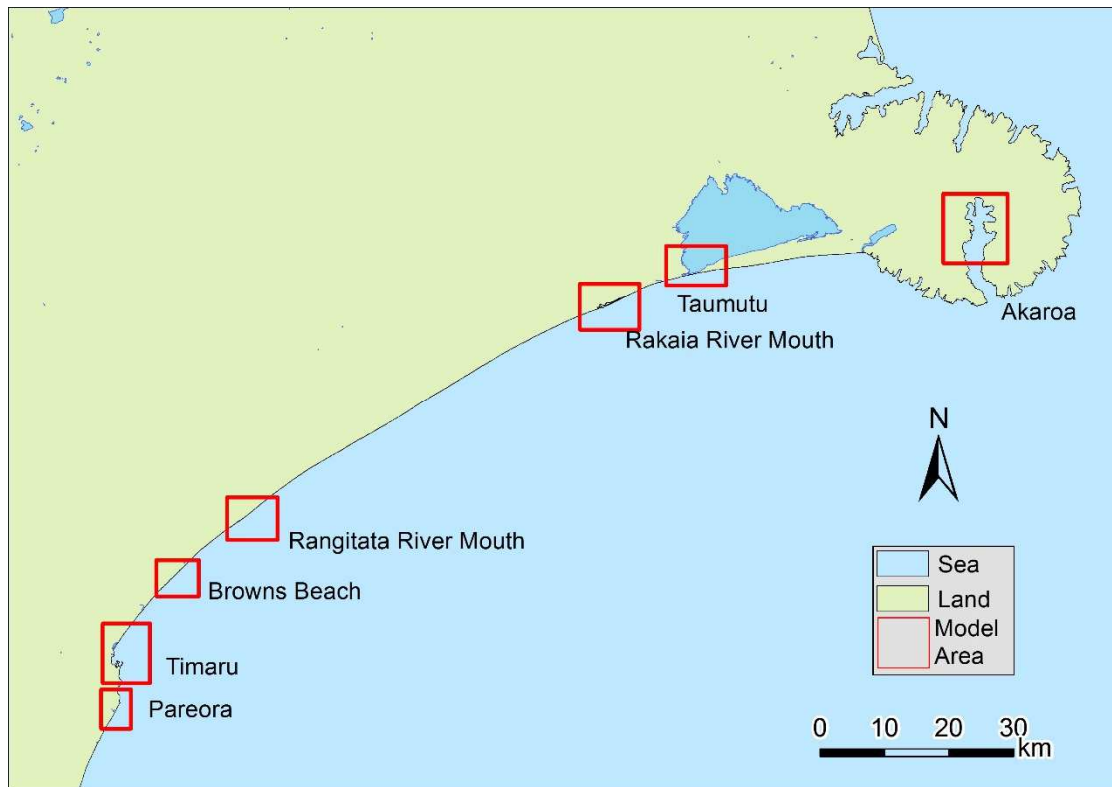 Taumutu
Akaroa
Rakaia River Mouth
N
Rangitata River Mouth
Browns Beach
Timaru
Pareora
Sea
Land
Model
Area
0 10 20 30
km